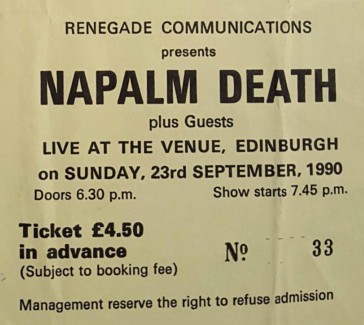 RENEGADE COMMUNICATIONS
presents
NAPALM DEATH
plus Guests
LIVE AT THE VENUE, EDINBURGH
on SUNDAY, 23rd SEPTEMBER, 1990
Doors 6.30 p.m. Show starts 7.45 p.m.
Ticket £4.50
in advance
(Subject to booking fee)
Nº 33
Management reserve the right to refuse admission